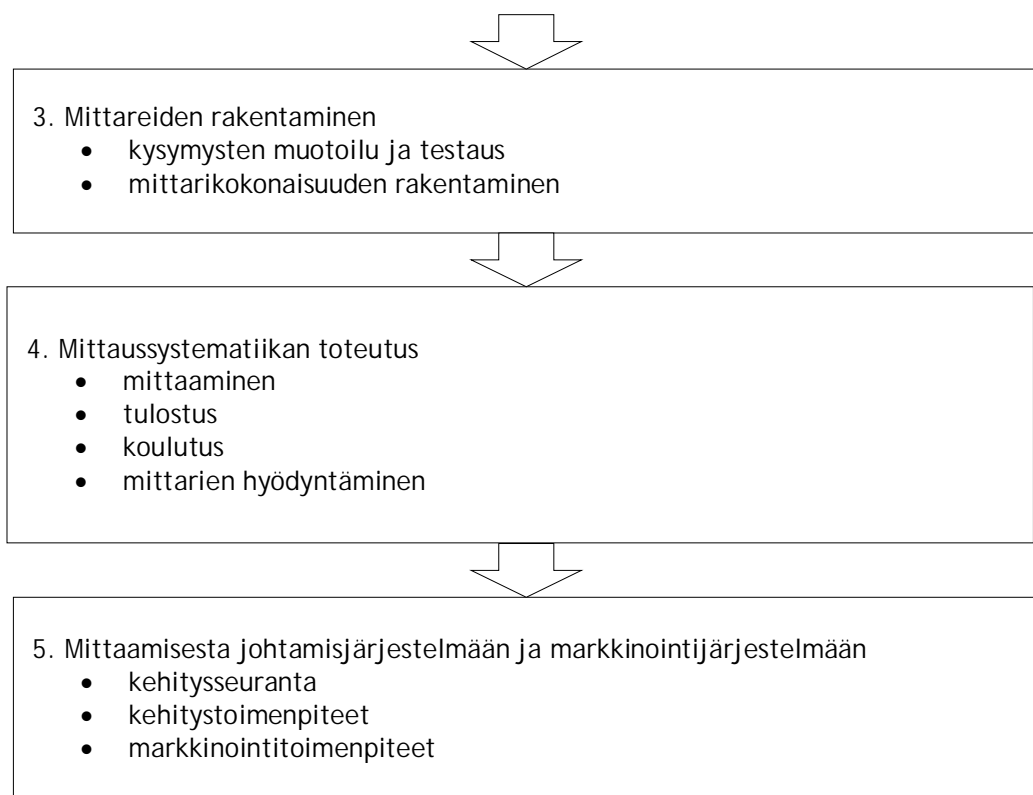 3. Mittareiden rakentaminen
• kysymysten muotoilu ja testaus
• mittarikokonaisuuden rakentaminen
4. Mittaussystematiikan toteutus
• mittaaminen
• tulostus
• koulutus
• mittarien hyödyntäminen
5. Mittaamisesta johtamisjärjestelmään ja markkinointijärjestelmään
• kehitysseuranta
• kehitystoimenpiteet
• markkinointitoimenpiteet